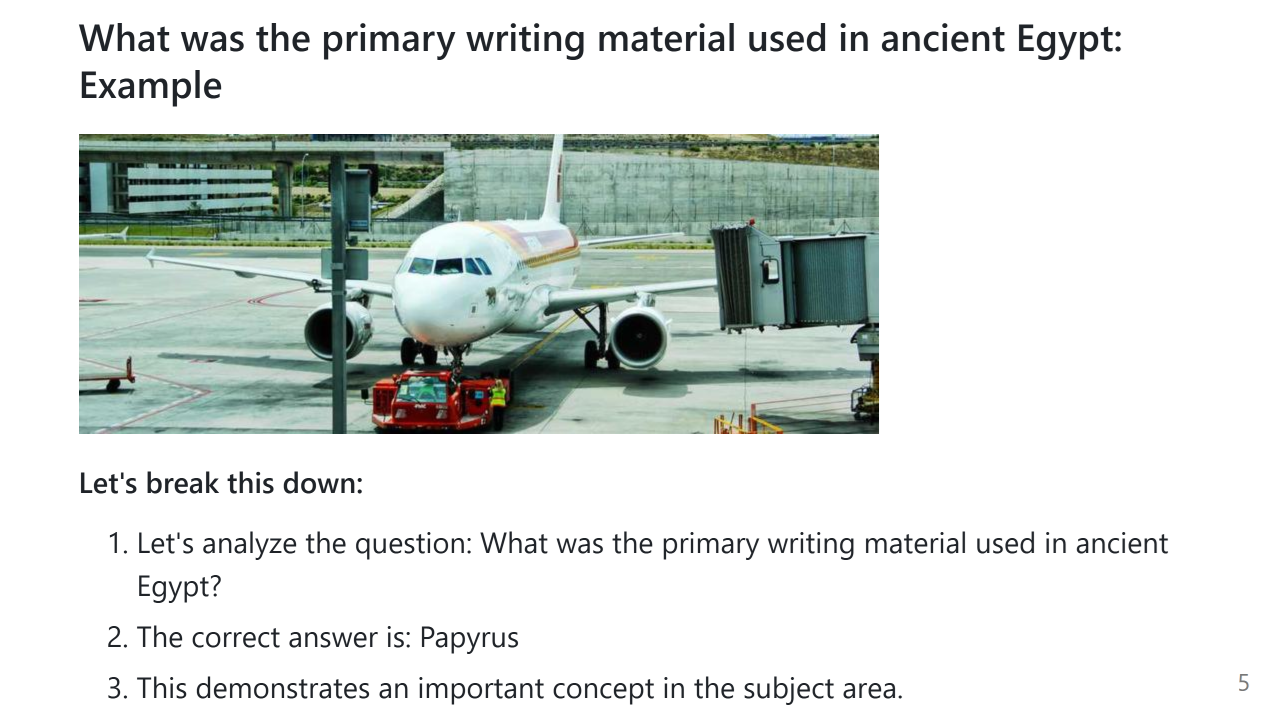 What was the primary writing material used in ancient Egypt:
Example
Let's break this down:
1. Let's analyze the question: What was the primary writing material used in ancient
Egypt?
2. The correct answer is: Papyrus
3. This demonstrates an important concept in the subject area.
5